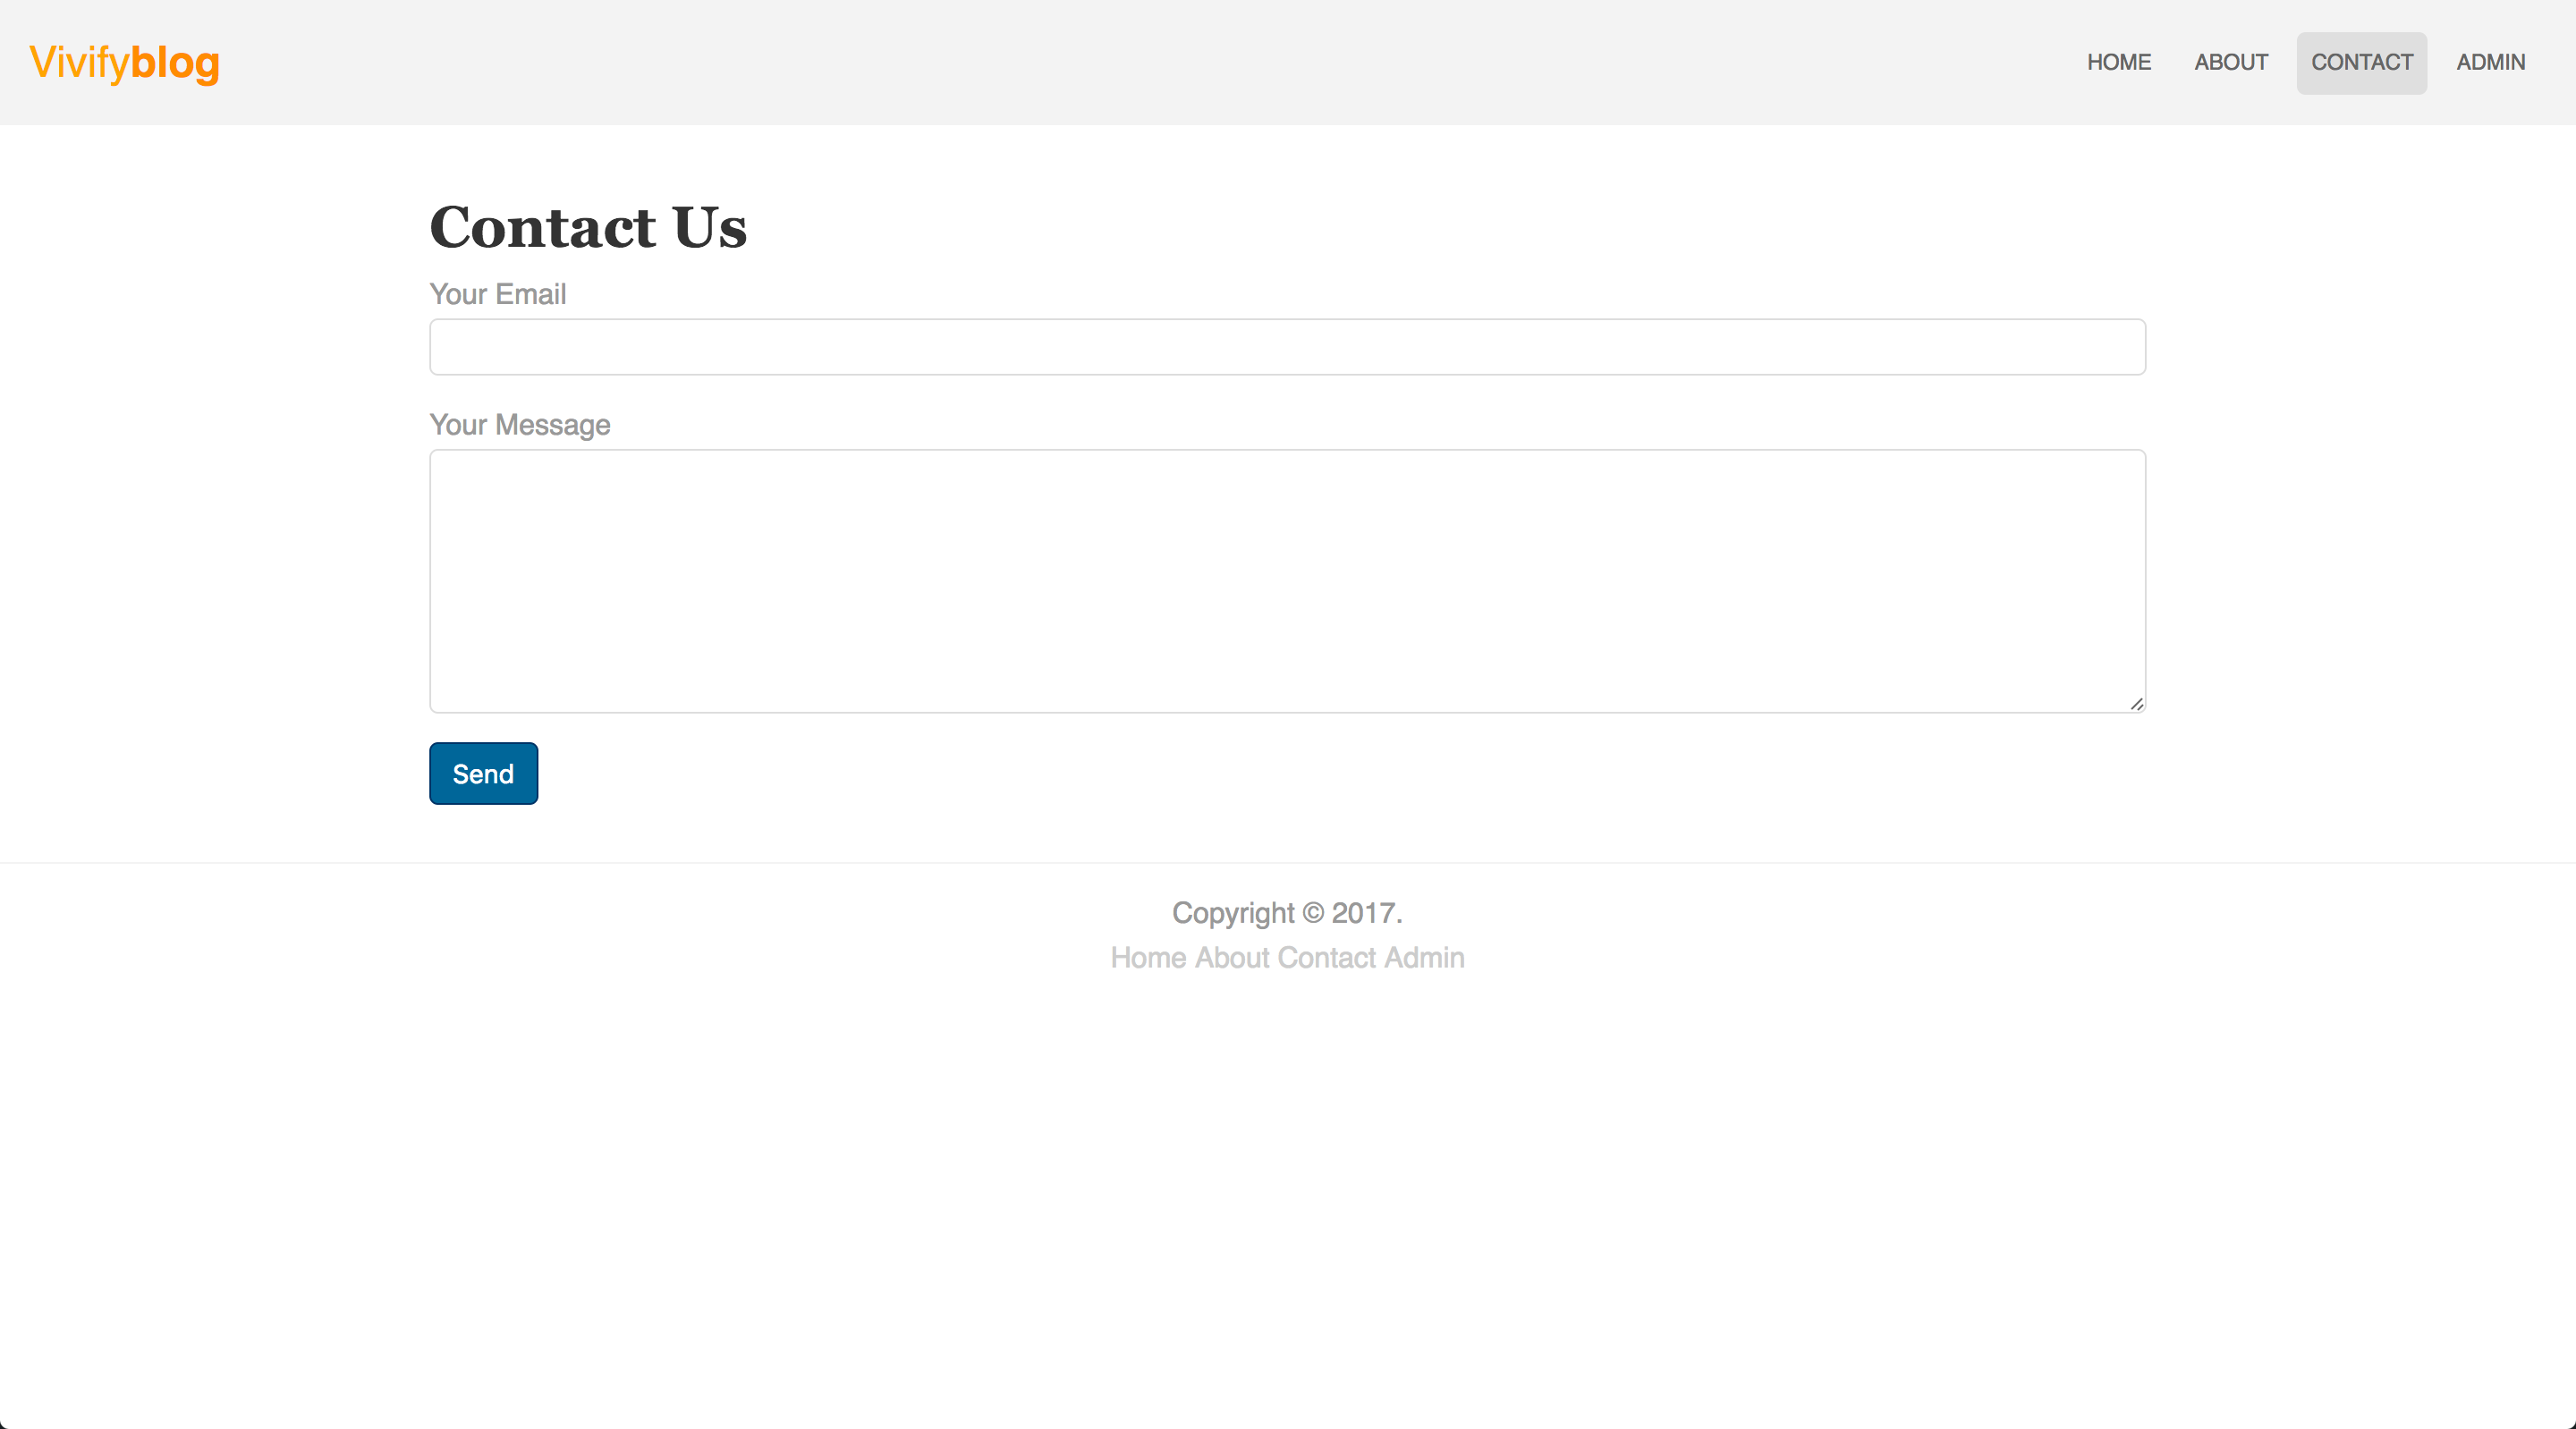 Vivifyblog
HOME ABOUT CONTACT ADMIN
Contact Us
Your Email
Your Message
Send
Copyright © 2017.
Home About Contact Admin